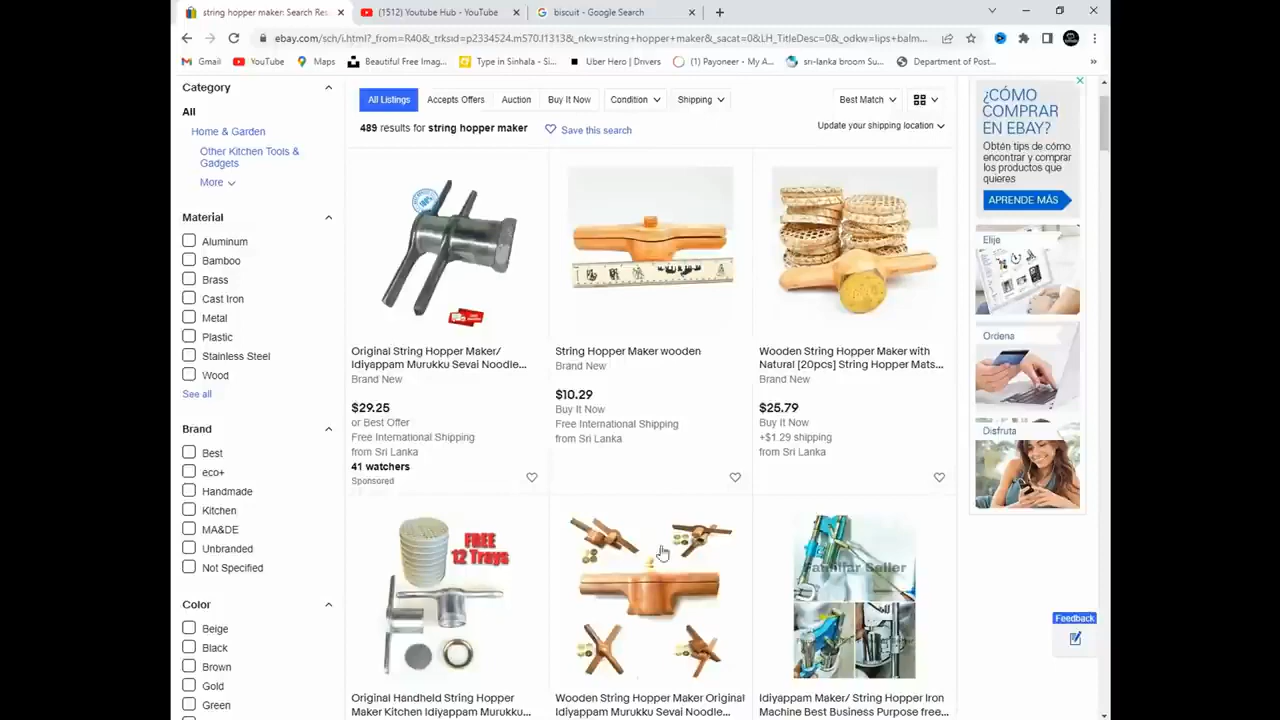 string hopper maker: Search Res
(1512) Youtube Hub - YouTube
biscuit - Google Search
ebay.com/sch/i.html?_from=R40&_trksid=p2334524.m570.l1313&_nkw=string+hopper+maker&_sacat=0&LH_TitleDesc=0&_odkw=lips+balm...
Gmail
YouTube
Maps
Beautiful Free Imag...
Type in Sinhala - Si...
Uber Hero | Drivers
(1) Payoneer - My A...
sri-lanka broom Su...
Department of Post...
»
Category
All
Home & Garden
Other Kitchen Tools &
Gadgets
More
Material
Aluminum
Bamboo
Brass
Cast Iron
Metal
Plastic
Stainless Steel
Wood
See all
Brand
Best
eco+
Handmade
Kitchen
MA&DE
Unbranded
Not Specified
Color
Beige
Black
Brown
Gold
Green
All Listings
Accepts Offers
Auction
Buy It Now
Condition
Shipping
Best Match
489 results for string hopper maker
Save this search
Update your shipping location
100%
Original String Hopper Maker/
Idiyappam Murukku Sevai Noodle...
Brand New
$29.25
or Best Offer
Free International Shipping
from Sri Lanka
41 watchers
Sponsored
String Hopper Maker wooden
Brand New
$10.29
Buy It Now
Free International Shipping
from Sri Lanka
Wooden String Hopper Maker with
Natural [20pcs] String Hopper Mats...
Brand New
$25.79
Buy It Now
+$1.29 shipping
from Sri Lanka
FREE
12 Trays
Original Handheld String Hopper
Maker Kitchen Idiyappam Murukku...
Wooden String Hopper Maker Original
Idiyappam Murukku Sevai Noodle...
Familiar Seller
Idiyappam Maker/ String Hopper Iron
Machine Best Business Purpose free...
¿CÓMO
COMPRAR
EN EBAY?
Obtén tips de cómo
encontrar y comprar
los productos que
quieres
APRENDE MÁS
Elije
Ordena
Disfruta
Feedback